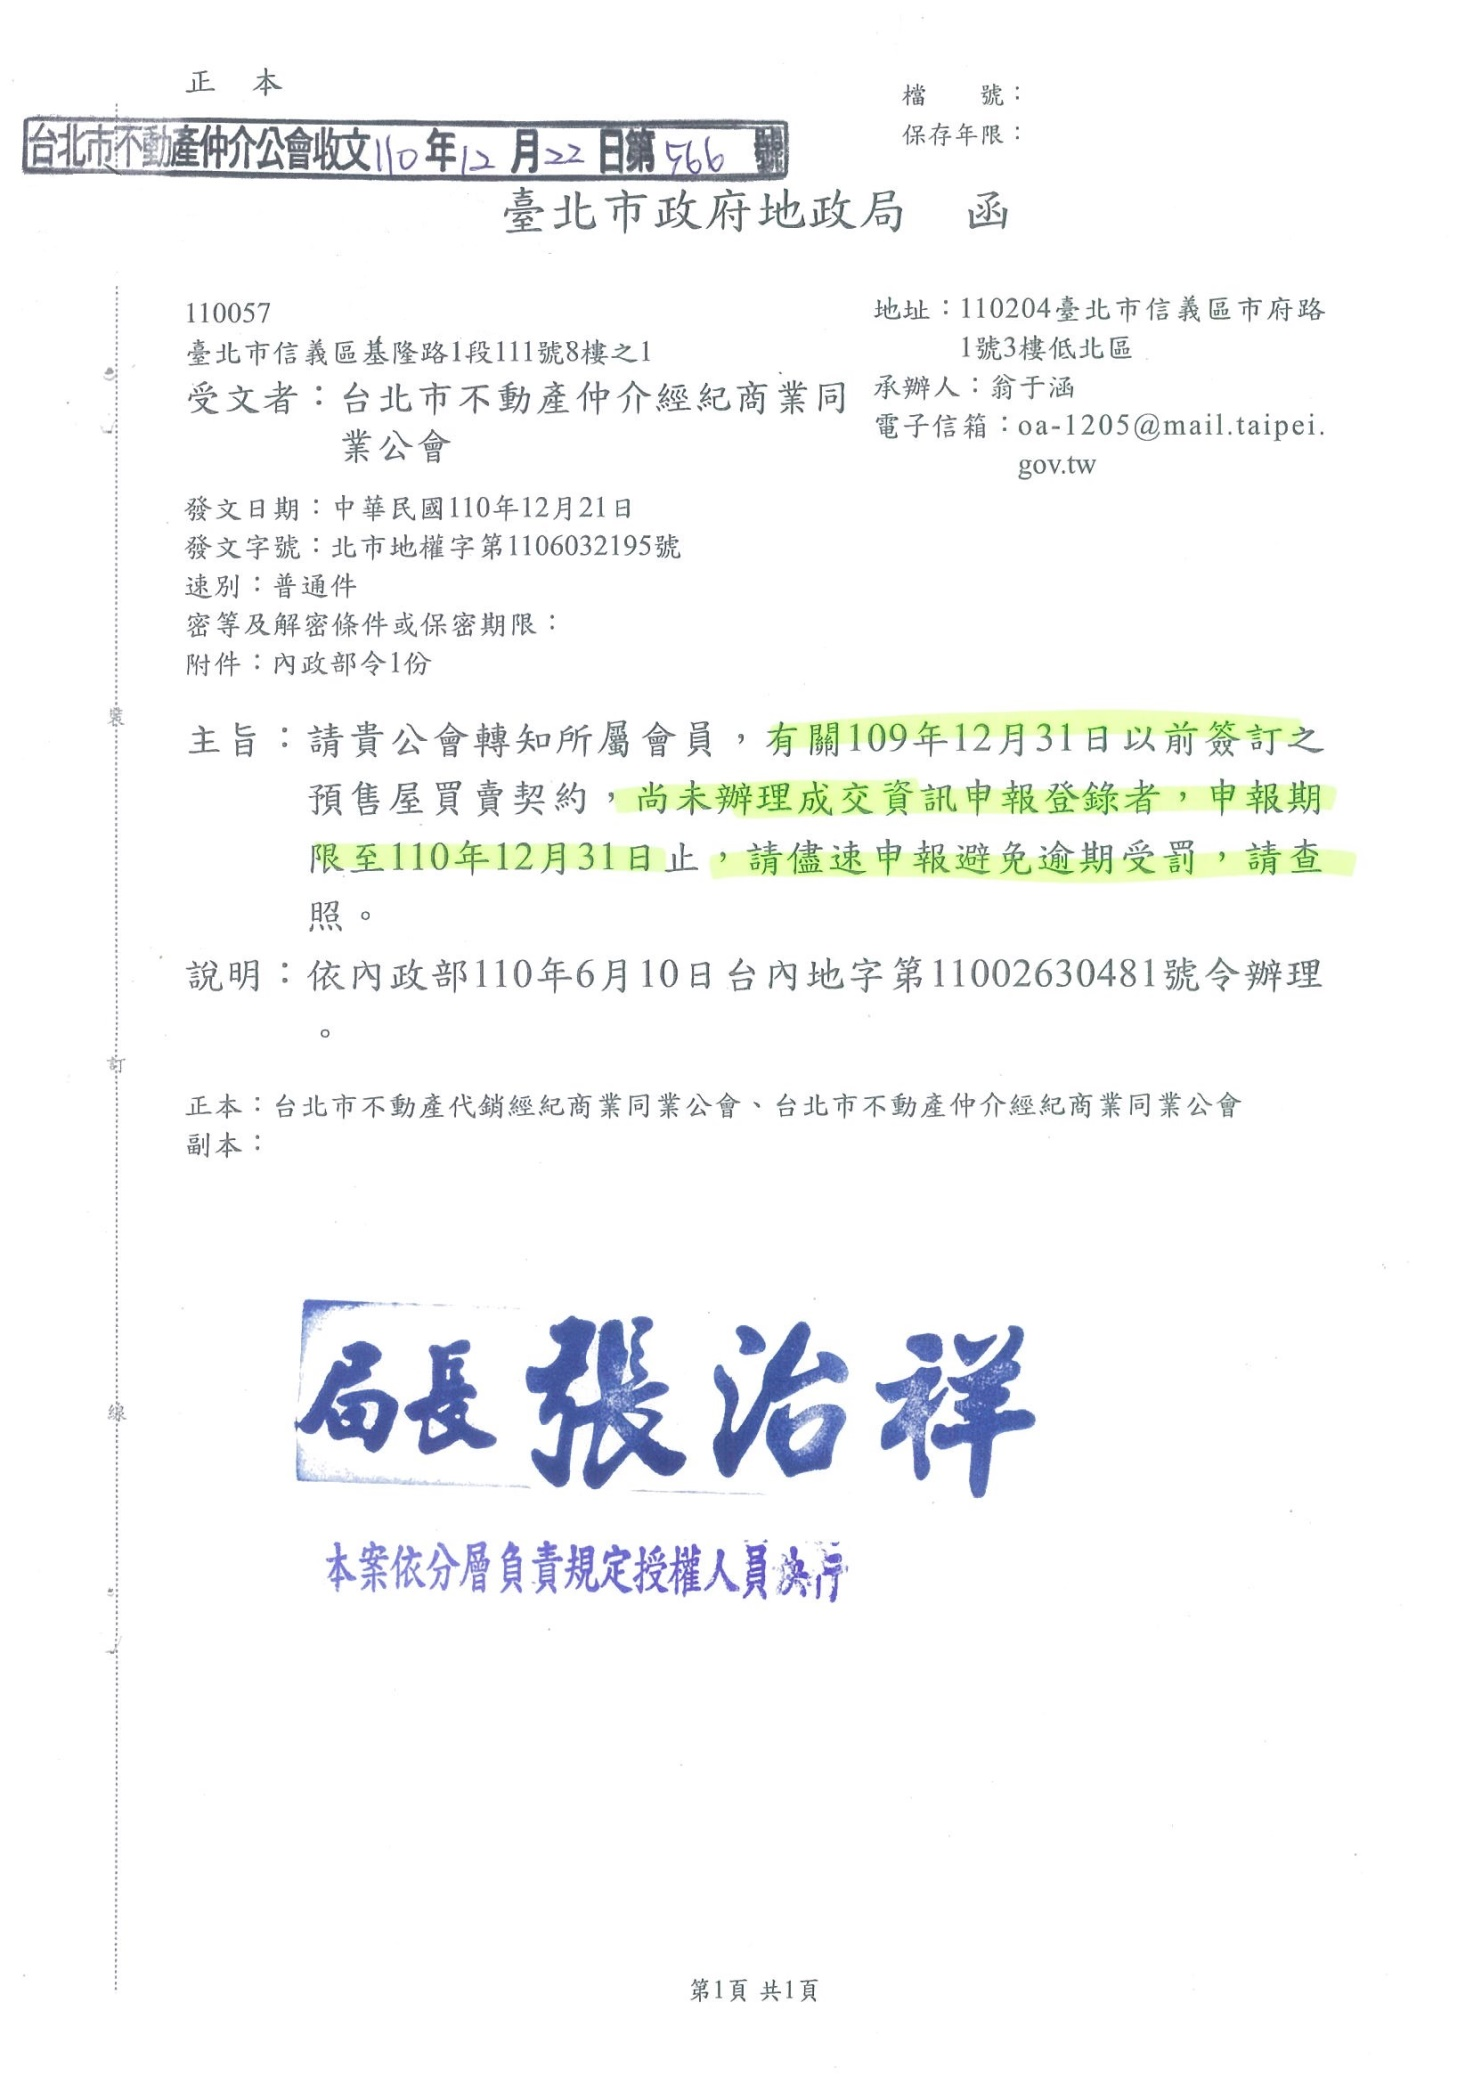 正 本
檔 號：
保存年限：
台北市不動產仲介公會收文110年12月22日第566號
臺北市政府地政局 函
110057
臺北市信義區基隆路1段111號8樓之1
受文者：台北市不動產仲介經紀商業同
業公會
地址：110204臺北市信義區市府路
1號3樓低北區
承辦人：翁于涵
電子信箱：oa-1205@mail.taipei.
gov.tw
發文日期：中華民國110年12月21日
發文字號：北市地權字第1106032195號
速別：普通件
密等及解密條件或保密期限：
附件：內政部令1份
主旨：請貴公會轉知所屬會員，有關109年12月31日以前簽訂之
預售屋買賣契約，尚未辦理成交資訊申報登錄者，申報期
限至110年12月31日止，請儘速申報避免逾期受罰，請查
照。
說明：依內政部110年6月10日台內地字第11002630481號令辦理
。
正本：台北市不動產代銷經紀商業同業公會、台北市不動產仲介經紀商業同業公會
副本：
裝
訂
線
局長 張治祥
本案依分層負責規定授權人員決行
第1頁 共1頁